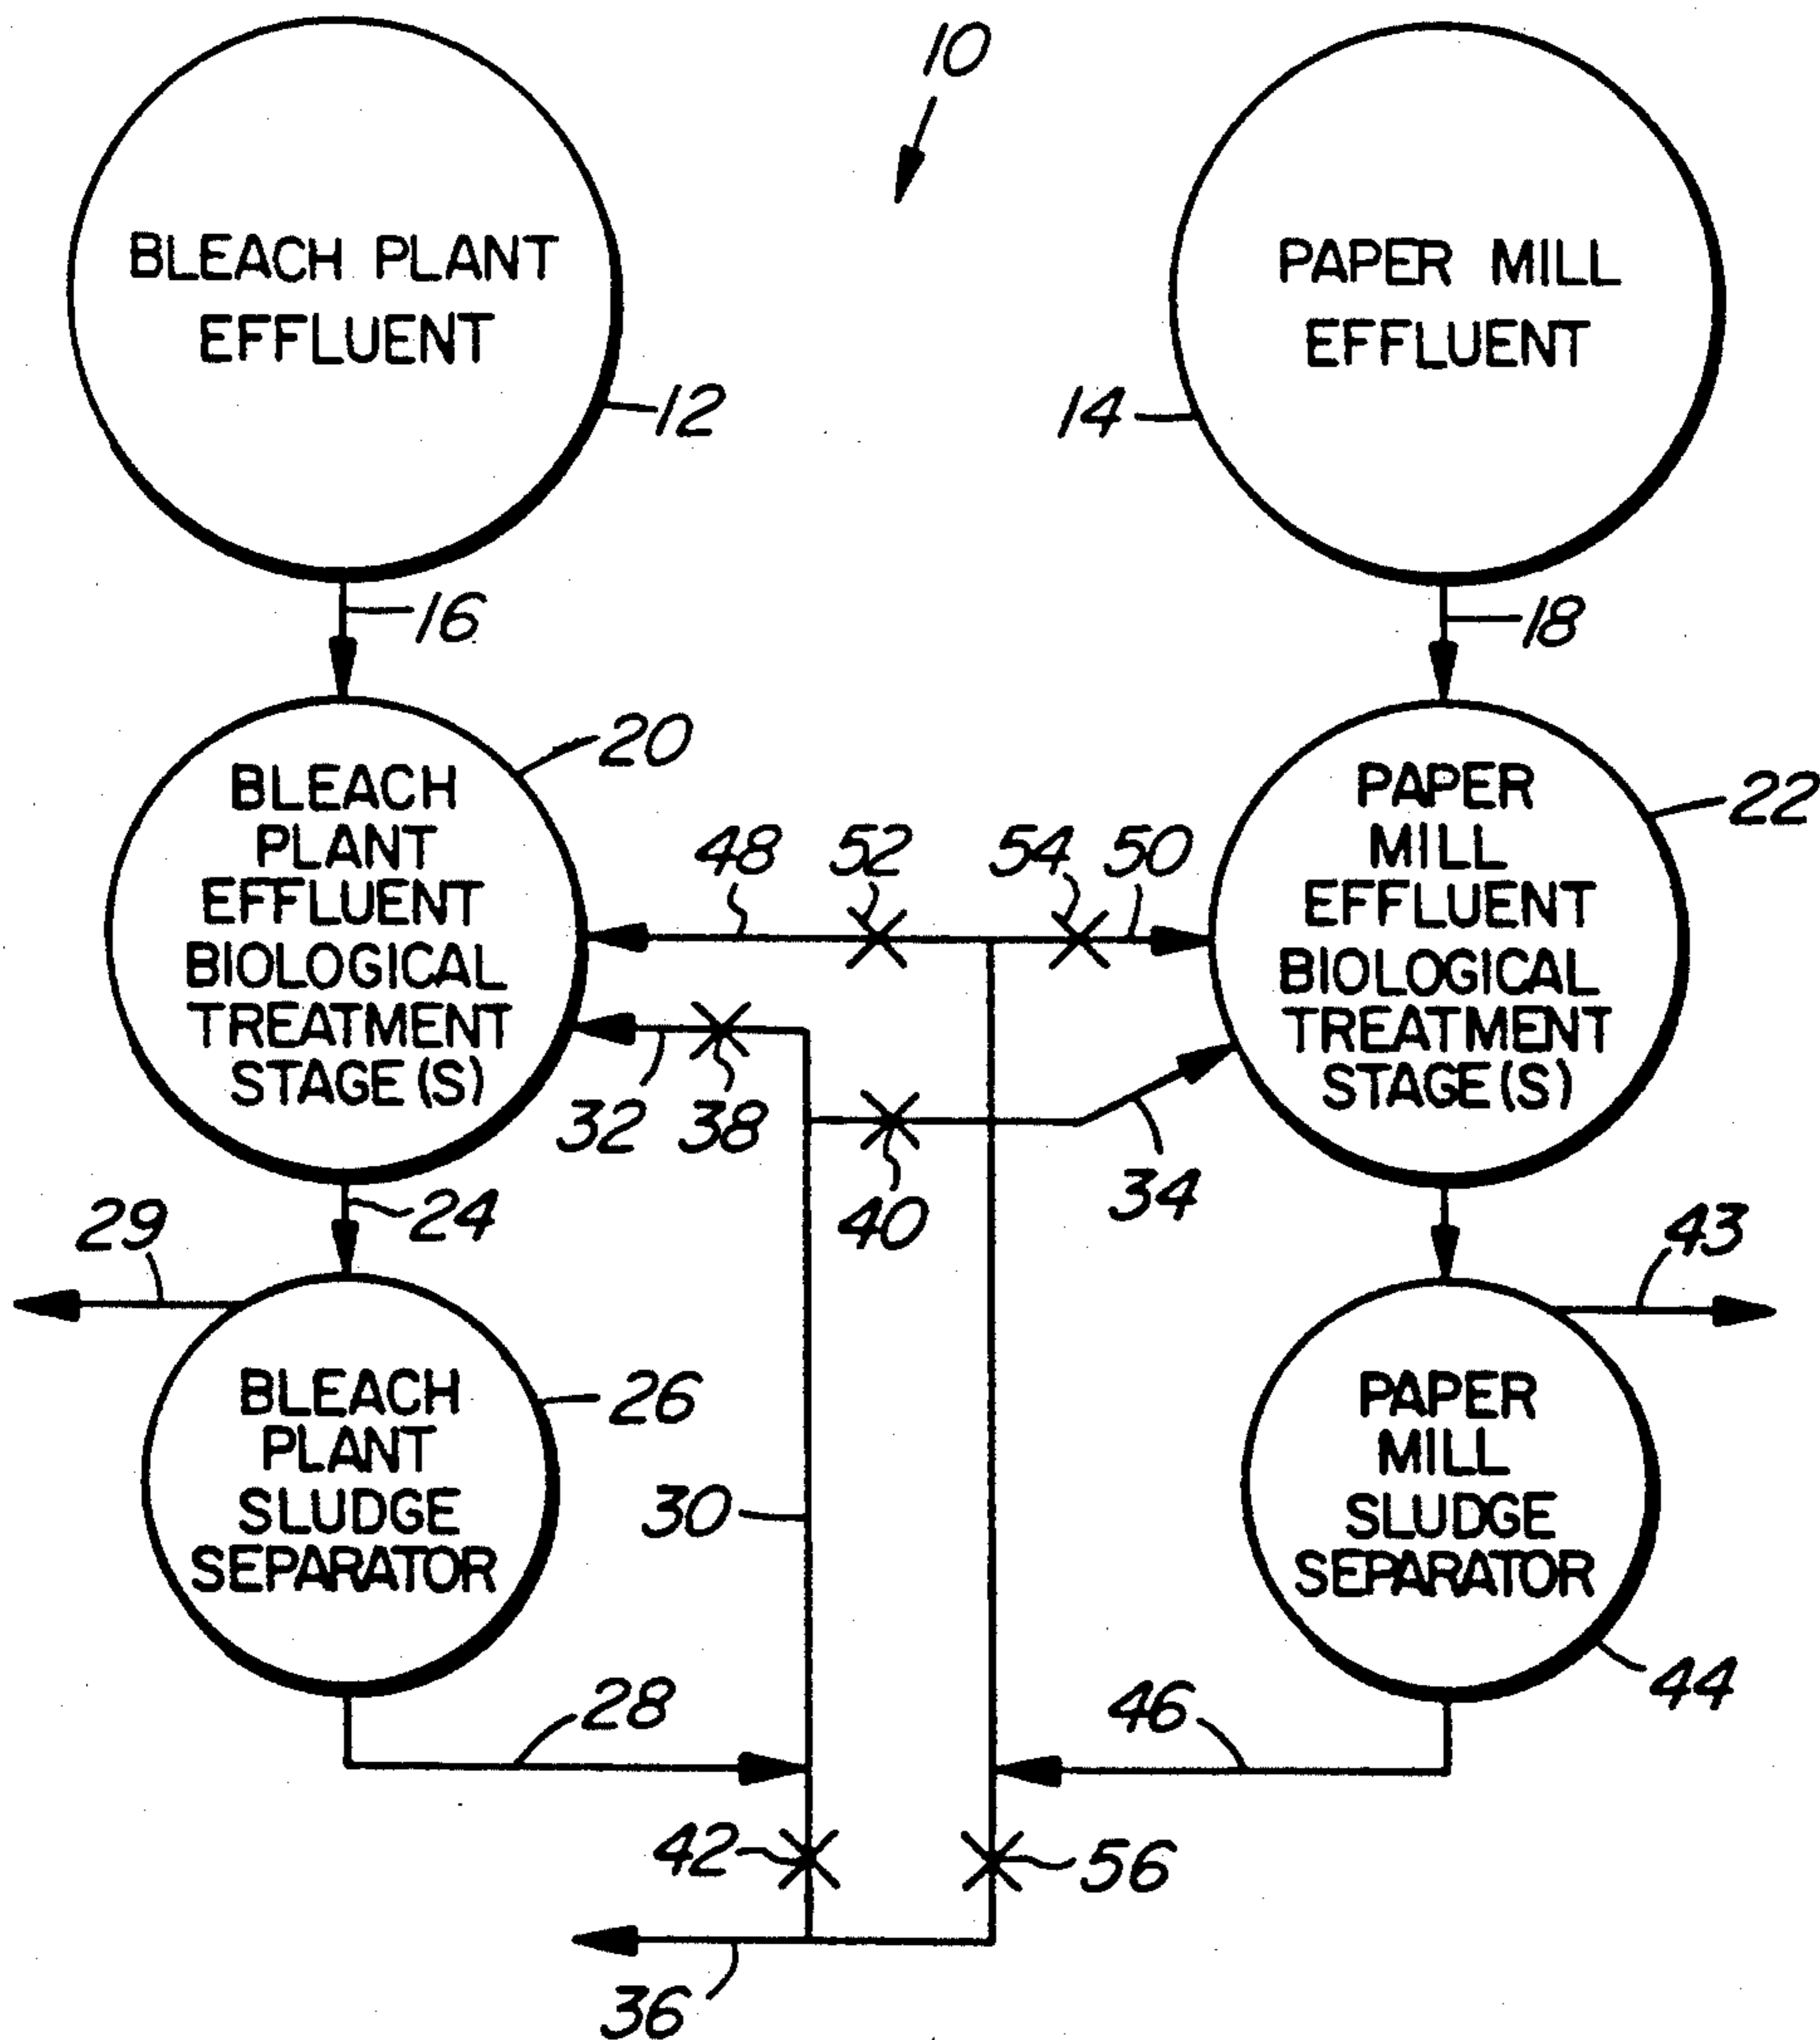 10
BLEACH PLANT
EFFLUENT
12
PAPER MILL
EFFLUENT
14
16
18
BLEACH
PLANT
EFFLUENT
BIOLOGICAL
TREATMENT
STAGE(S)
20
PAPER
MILL
EFFLUENT
BIOLOGICAL
TREATMENT
STAGE(S)
22
48
52
54
50
32
38
40
34
24
29
43
BLEACH
PLANT
SLUDGE
SEPARATOR
26
30
PAPER
MILL
SLUDGE
SEPARATOR
44
28
46
42
56
36